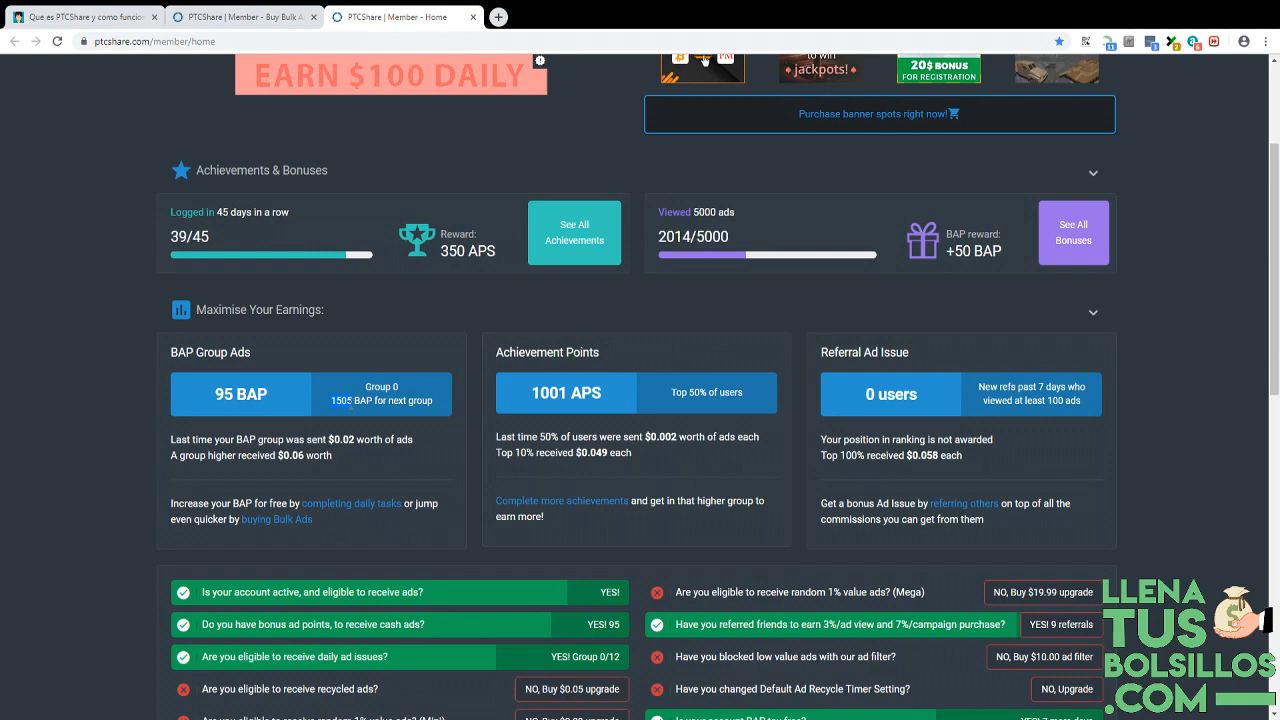 Que es PTCShare y como funcion
PTCShare | Member - Buy Bulk A
PTCShare | Member - Home
ptcshare.com/member/home
EARN $100 DAILY
PM
to win
jackpots!
20$ BONUS
FOR REGISTRATION
Purchase banner spots right now!
Achievements & Bonuses
Logged in 45 days in a row
39/45
Reward:
350 APS
See All
Achievements
Viewed 5000 ads
2014/5000
BAP reward:
+50 BAP
See All
Bonuses
Maximise Your Earnings:
BAP Group Ads
95 BAP
Group 0
1505 BAP for next group
Last time your BAP group was sent $0.02 worth of ads
A group higher received $0.06 worth
Increase your BAP for free by completing daily tasks or jump
even quicker by buying Bulk Ads
Achievement Points
1001 APS
Top 50% of users
Last time 50% of users were sent $0.002 worth of ads each
Top 10% received $0.049 each
Complete more achievements and get in that higher group to
earn more!
Referral Ad Issue
0 users
New refs past 7 days who
viewed at least 100 ads
Your position in ranking is not awarded
Top 100% received $0.058 each
Get a bonus Ad Issue by referring others on top of all the
commissions you can get from them
Is your account active, and eligible to receive ads? YES!
Do you have bonus ad points, to receive cash ads? YES! 95
Are you eligible to receive daily ad issues? YES! Group 0/12
Are you eligible to receive recycled ads? NO, Buy $0.05 upgrade
Are you eligible to receive random 1% value ads? (Mega) NO, Buy $19.99 upgrade
Have you referred friends to earn 3%/ad view and 7%/campaign purchase? YES! 9 referrals
Have you blocked low value ads with our ad filter? NO, Buy $10.00 ad filter
Have you changed Default Ad Recycle Timer Setting? NO, Upgrade
LLENA
TUS
BOLSILLOS
.COM